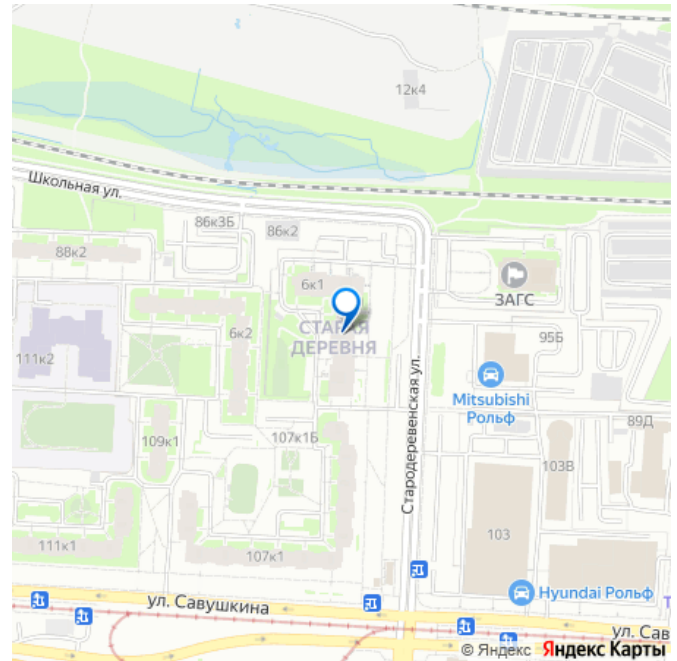 12к4
Школьная ул.
86к3Б
86к2
88к2
6к1
ЗАГС
СТАРАЯ
ДЕРЕВНЯ
6к2
95Б
111к2
Mitsubishi
Рольф
Стародеревенская ул.
89Д
109к1
107к1Б
103В
103
111к1
107к1
Hyundai Рольф
ул. Савушкина
ул. Сав
© Яндекс Яндекс Карты